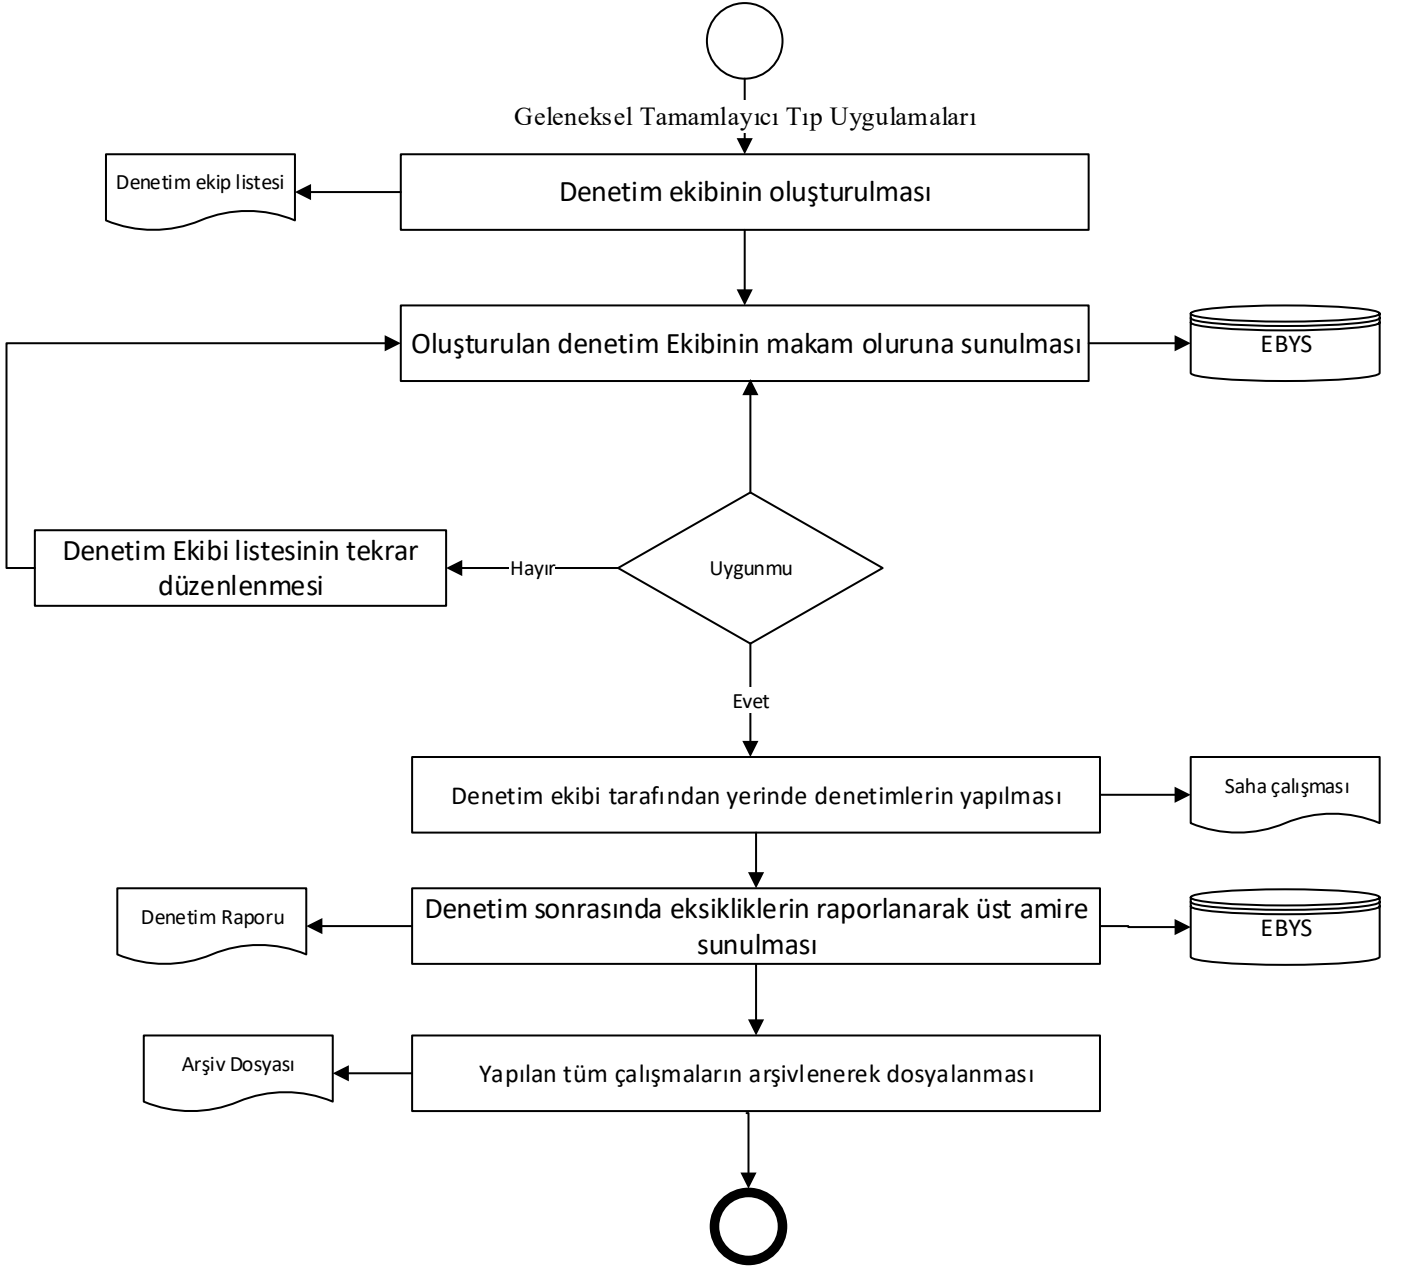 Geleneksel Tamamlayıcı Tıp Uygulamaları
Denetim ekip listesi
Denetim ekibinin oluşturulması
Oluşturulan denetim Ekibinin makam oluruna sunulması
EBYS
Denetim Ekibi listesinin tekrar
düzenlenmesi
Hayır
Uygunmu
Evet
Denetim ekibi tarafından yerinde denetimlerin yapılması
Saha çalışması
Denetim Raporu
Denetim sonrasında eksikliklerin raporlanarak üst amire
sunulması
EBYS
Arşiv Dosyası
Yapılan tüm çalışmaların arşivlenerek dosyalanması